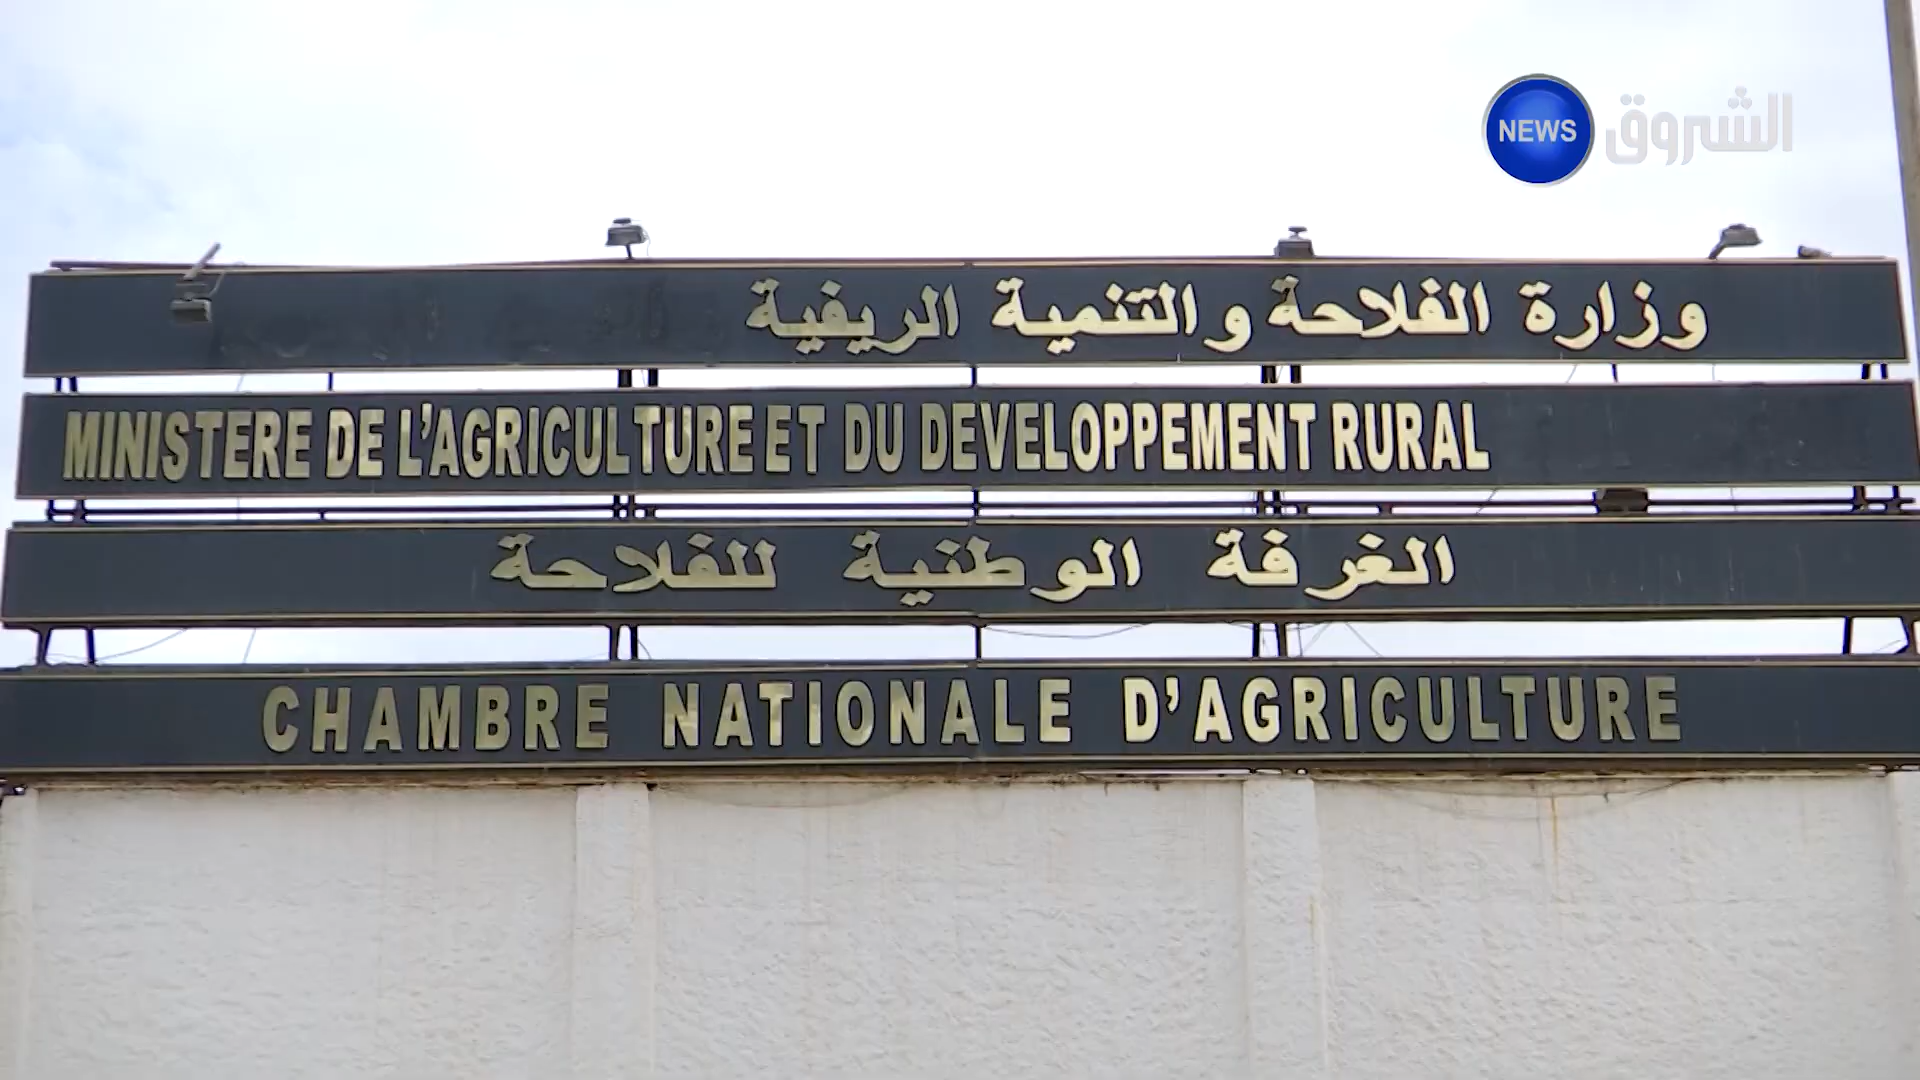 NEWS الشروق
وزارة الفلاحة والتنمية الريفية
MINISTERE DE L'AGRICULTURE ET DU DEVELOPPEMENT RURAL
الغرفة الوطنية للفلاحة
CHAMBRE NATIONALE D'AGRICULTURE